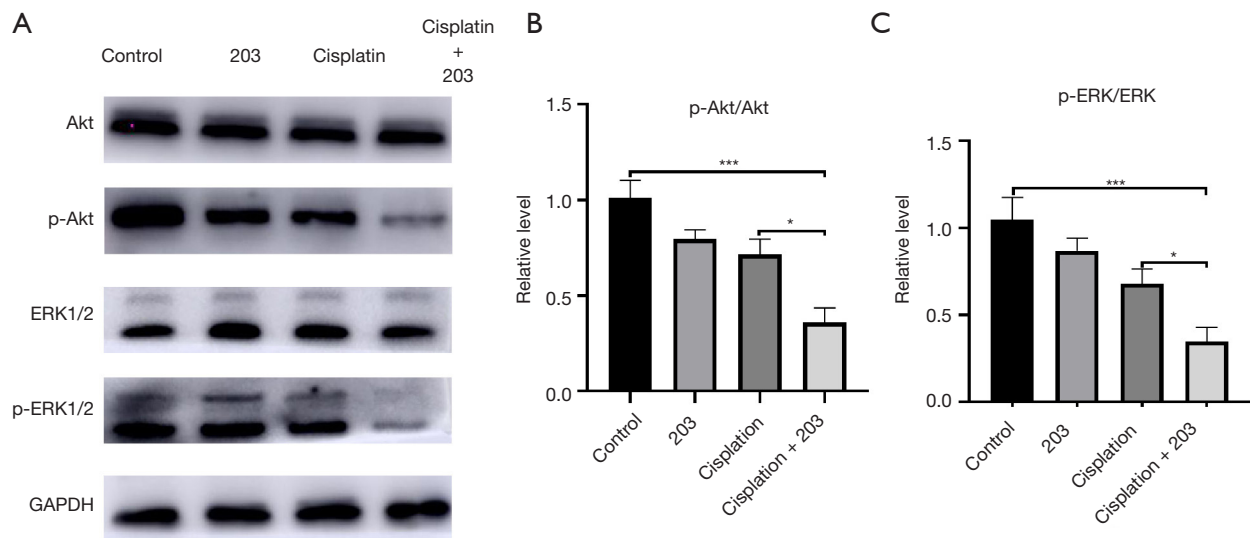 A
Control 203 Cisplatin Cisplatin
+
203
Akt
p-Akt
ERK1/2
p-ERK1/2
GAPDH
B
p-Akt/Akt
Relative level
1.5
1.0
0.5
0.0
***
*
Control
203
Cisplation
Cisplation + 203
C
p-ERK/ERK
Relative level
1.5
1.0
0.5
0.0
***
*
Control
203
Cisplation
Cisplation + 203